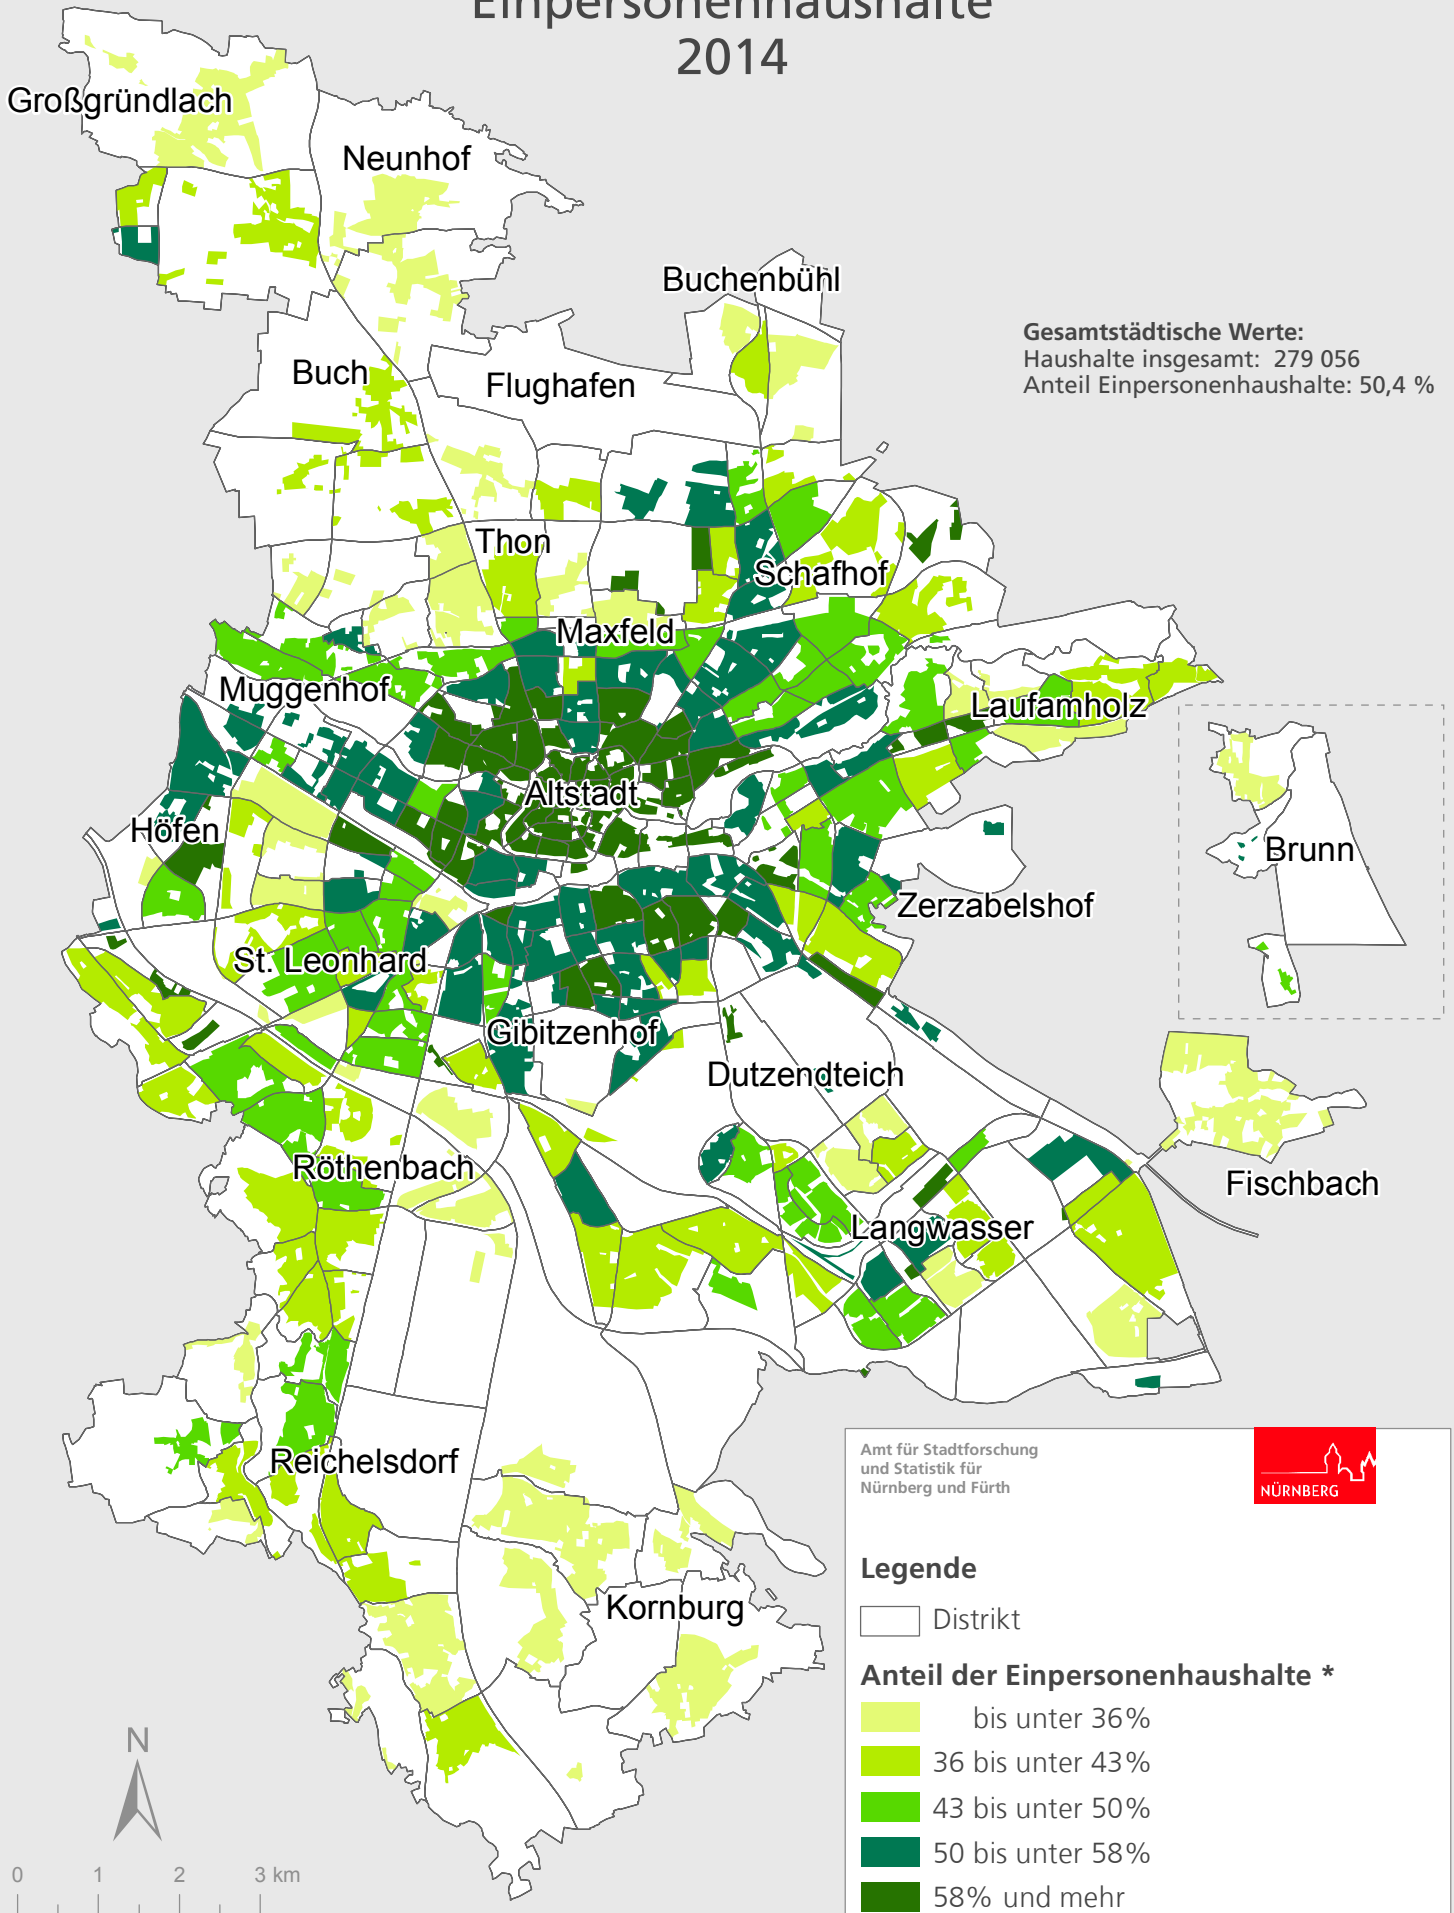 Einpersonenhaushalte
2014
Großgründlach
Neunhof
Buchenbühl
Gesamtstädtische Werte:
Haushalte insgesamt: 279 056
Anteil Einpersonenhaushalte: 50,4 %
Buch
Flughafen
Thon
Schafhof
Maxfeld
Muggenhof
Laufamholz
Altstadt
Höfen
Brunn
Zerzabelshof
St. Leonhard
Gibitzenhof
Dutzendteich
Röthenbach
Fischbach
Langwasser
Reichelsdorf
Kornburg
Amt für Stadtforschung
und Statistik für
Nürnberg und Fürth
NÜRNBERG
Legende
Distrikt
Anteil der Einpersonenhaushalte *
bis unter 36%
36 bis unter 43%
43 bis unter 50%
50 bis unter 58%
58% und mehr
N
0 1 2 3 km